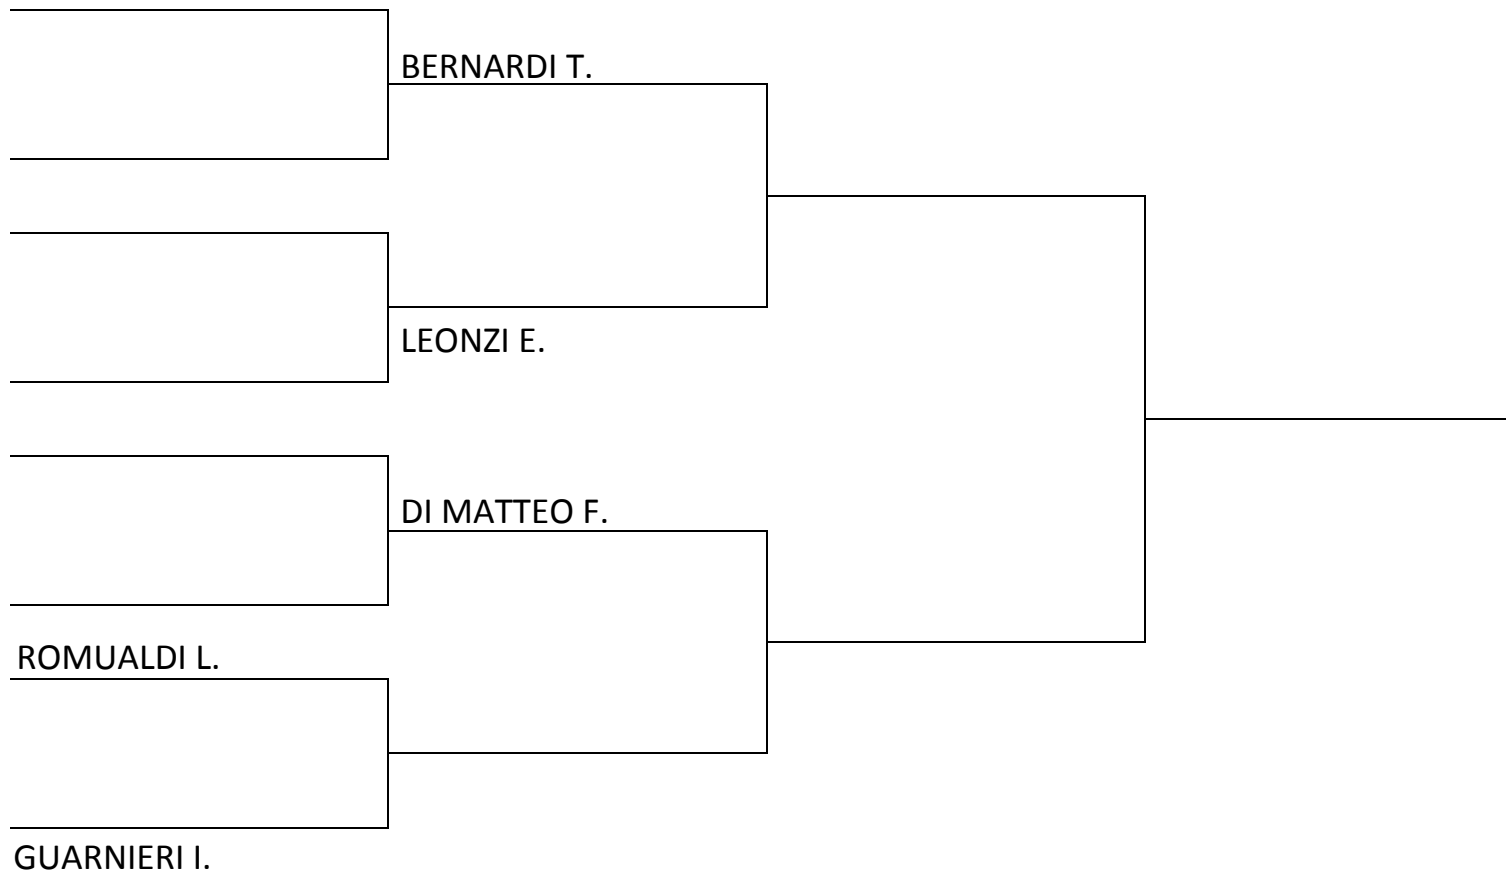 BERNARDI T.
LEONZI E.
DI MATTEO F.
ROMUALDI L.
GUARNIERI I.